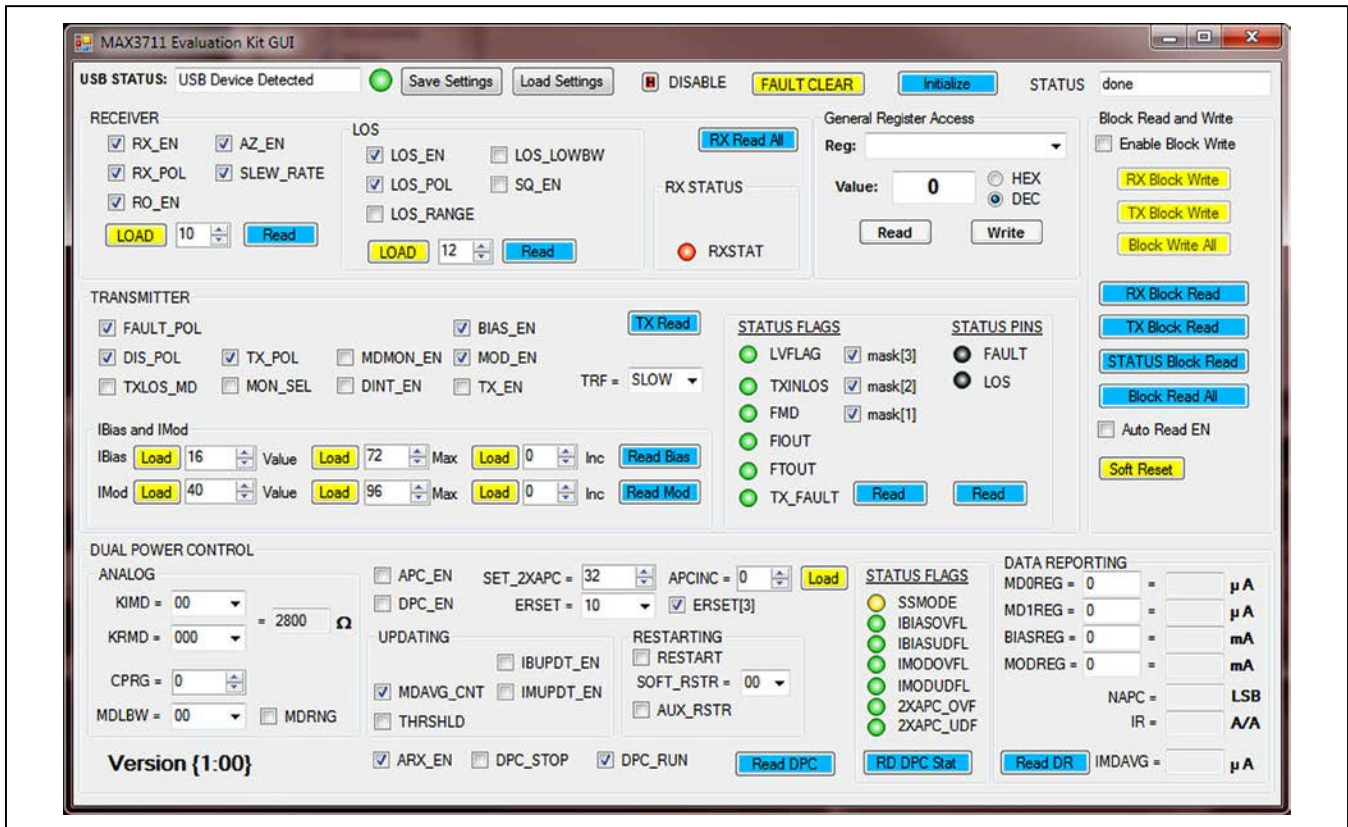 MAX3711 Evaluation Kit GUI
USB STATUS: USB Device Detected Save Settings Load Settings H DISABLE FAULT CLEAR Initialize STATUS done
RECEIVER
RX_EN AZ_EN
RX_POL SLEW_RATE
RO_EN
LOAD 10 Read
LOS
LOS_EN LOS_LOWBW
LOS_POL SQ_EN
LOS_RANGE
LOAD 12 Read
RX Read All
RX STATUS
RXSTAT
General Register Access
Reg:
Value: 0 HEX
DEC
Read Write
Block Read and Write
Enable Block Write
RX Block Write
TX Block Write
Block Write All
RX Block Read
TX Block Read
STATUS Block Read
Block Read All
Auto Read EN
Soft Reset
TRANSMITTER
FAULT_POL BIAS_EN TX Read
DIS_POL TX_POL MDMON_EN MOD_EN
TXLOS_MD MON_SEL DINT_EN TX_EN TRF = SLOW
IBias and IMod
IBias Load 16 Value Load 72 Max Load 0 Inc Read Bias
IMod Load 40 Value Load 96 Max Load 0 Inc Read Mod
STATUS FLAGS STATUS PINS
LVFLAG mask[3] FAULT
TXINLOS mask[2] LOS
FMD mask[1]
FIOUT
FTOUT
TX_FAULT Read Read
DUAL POWER CONTROL
ANALOG
KIMD = 00
= 2800 Ω
KRMD = 000
CPRG = 0
MDLBW = 00 MDRNG
APC_EN SET_2XAPC = 32 APCINC = 0 Load
DPC_EN ERSET = 10 ERSET[3]
UPDATING
IBUPDT_EN
MDAVG_CNT IMUPDT_EN
THRSHLD
RESTARTING
RESTART
SOFT_RSTR = 00
AUX_RSTR
STATUS FLAGS
SSMODE
IBIASOVFL
IBIASUDFL
IMODOVFL
IMODUDFL
2XAPC_OVF
2XAPC_UDF
RD DPC Stat
DATA REPORTING
MD0REG = 0 = µA
MD1REG = 0 = µA
BIASREG = 0 = mA
MODREG = 0 = mA
NAPC = LSB
IR = A/A
Read DR IMDAVG = µA
Version {1:00} ARX_EN DPC_STOP DPC_RUN Read DPC